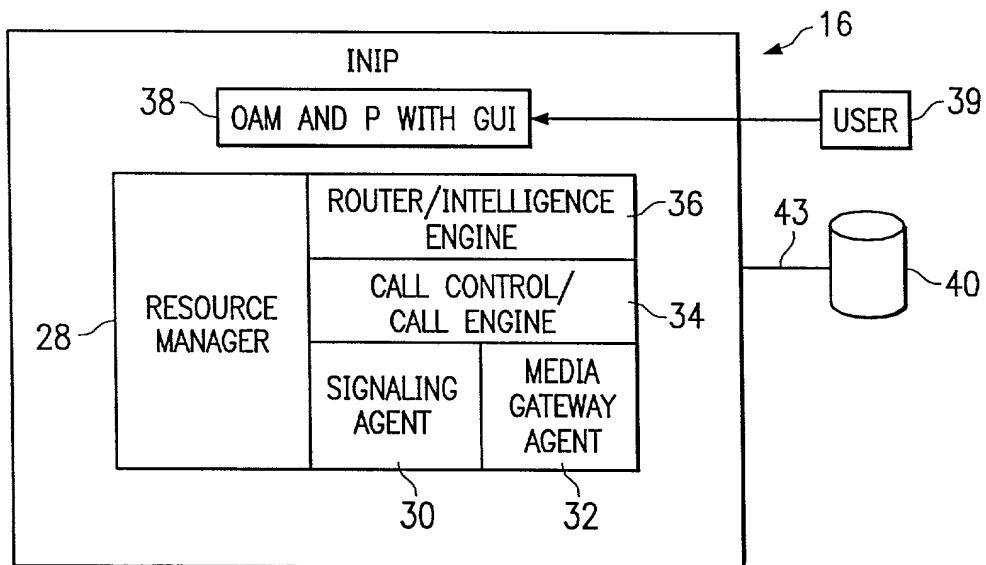 16
INIP
38
OAM AND P WITH GUI
USER
39
ROUTER/INTELLIGENCE
ENGINE
36
43
CALL CONTROL/
CALL ENGINE
34
40
RESOURCE
MANAGER
28
SIGNALING
AGENT
MEDIA
GATEWAY
AGENT
30
32